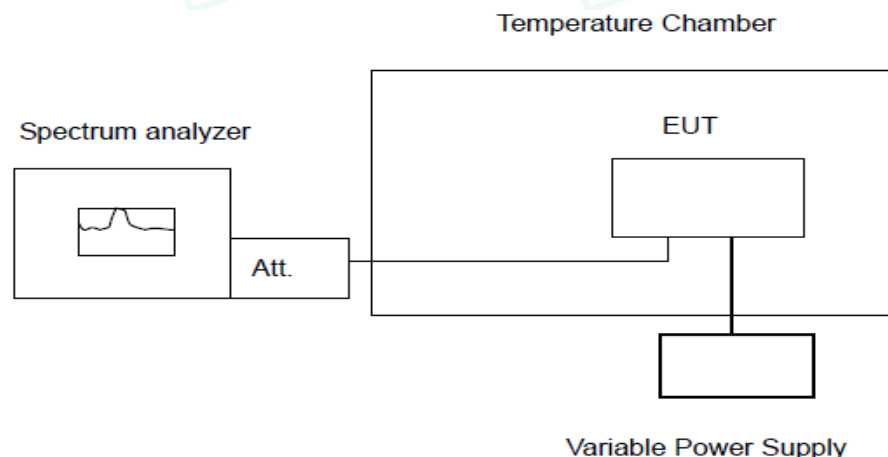 Temperature Chamber
Spectrum analyzer
EUT
Att.
Variable Power Supply